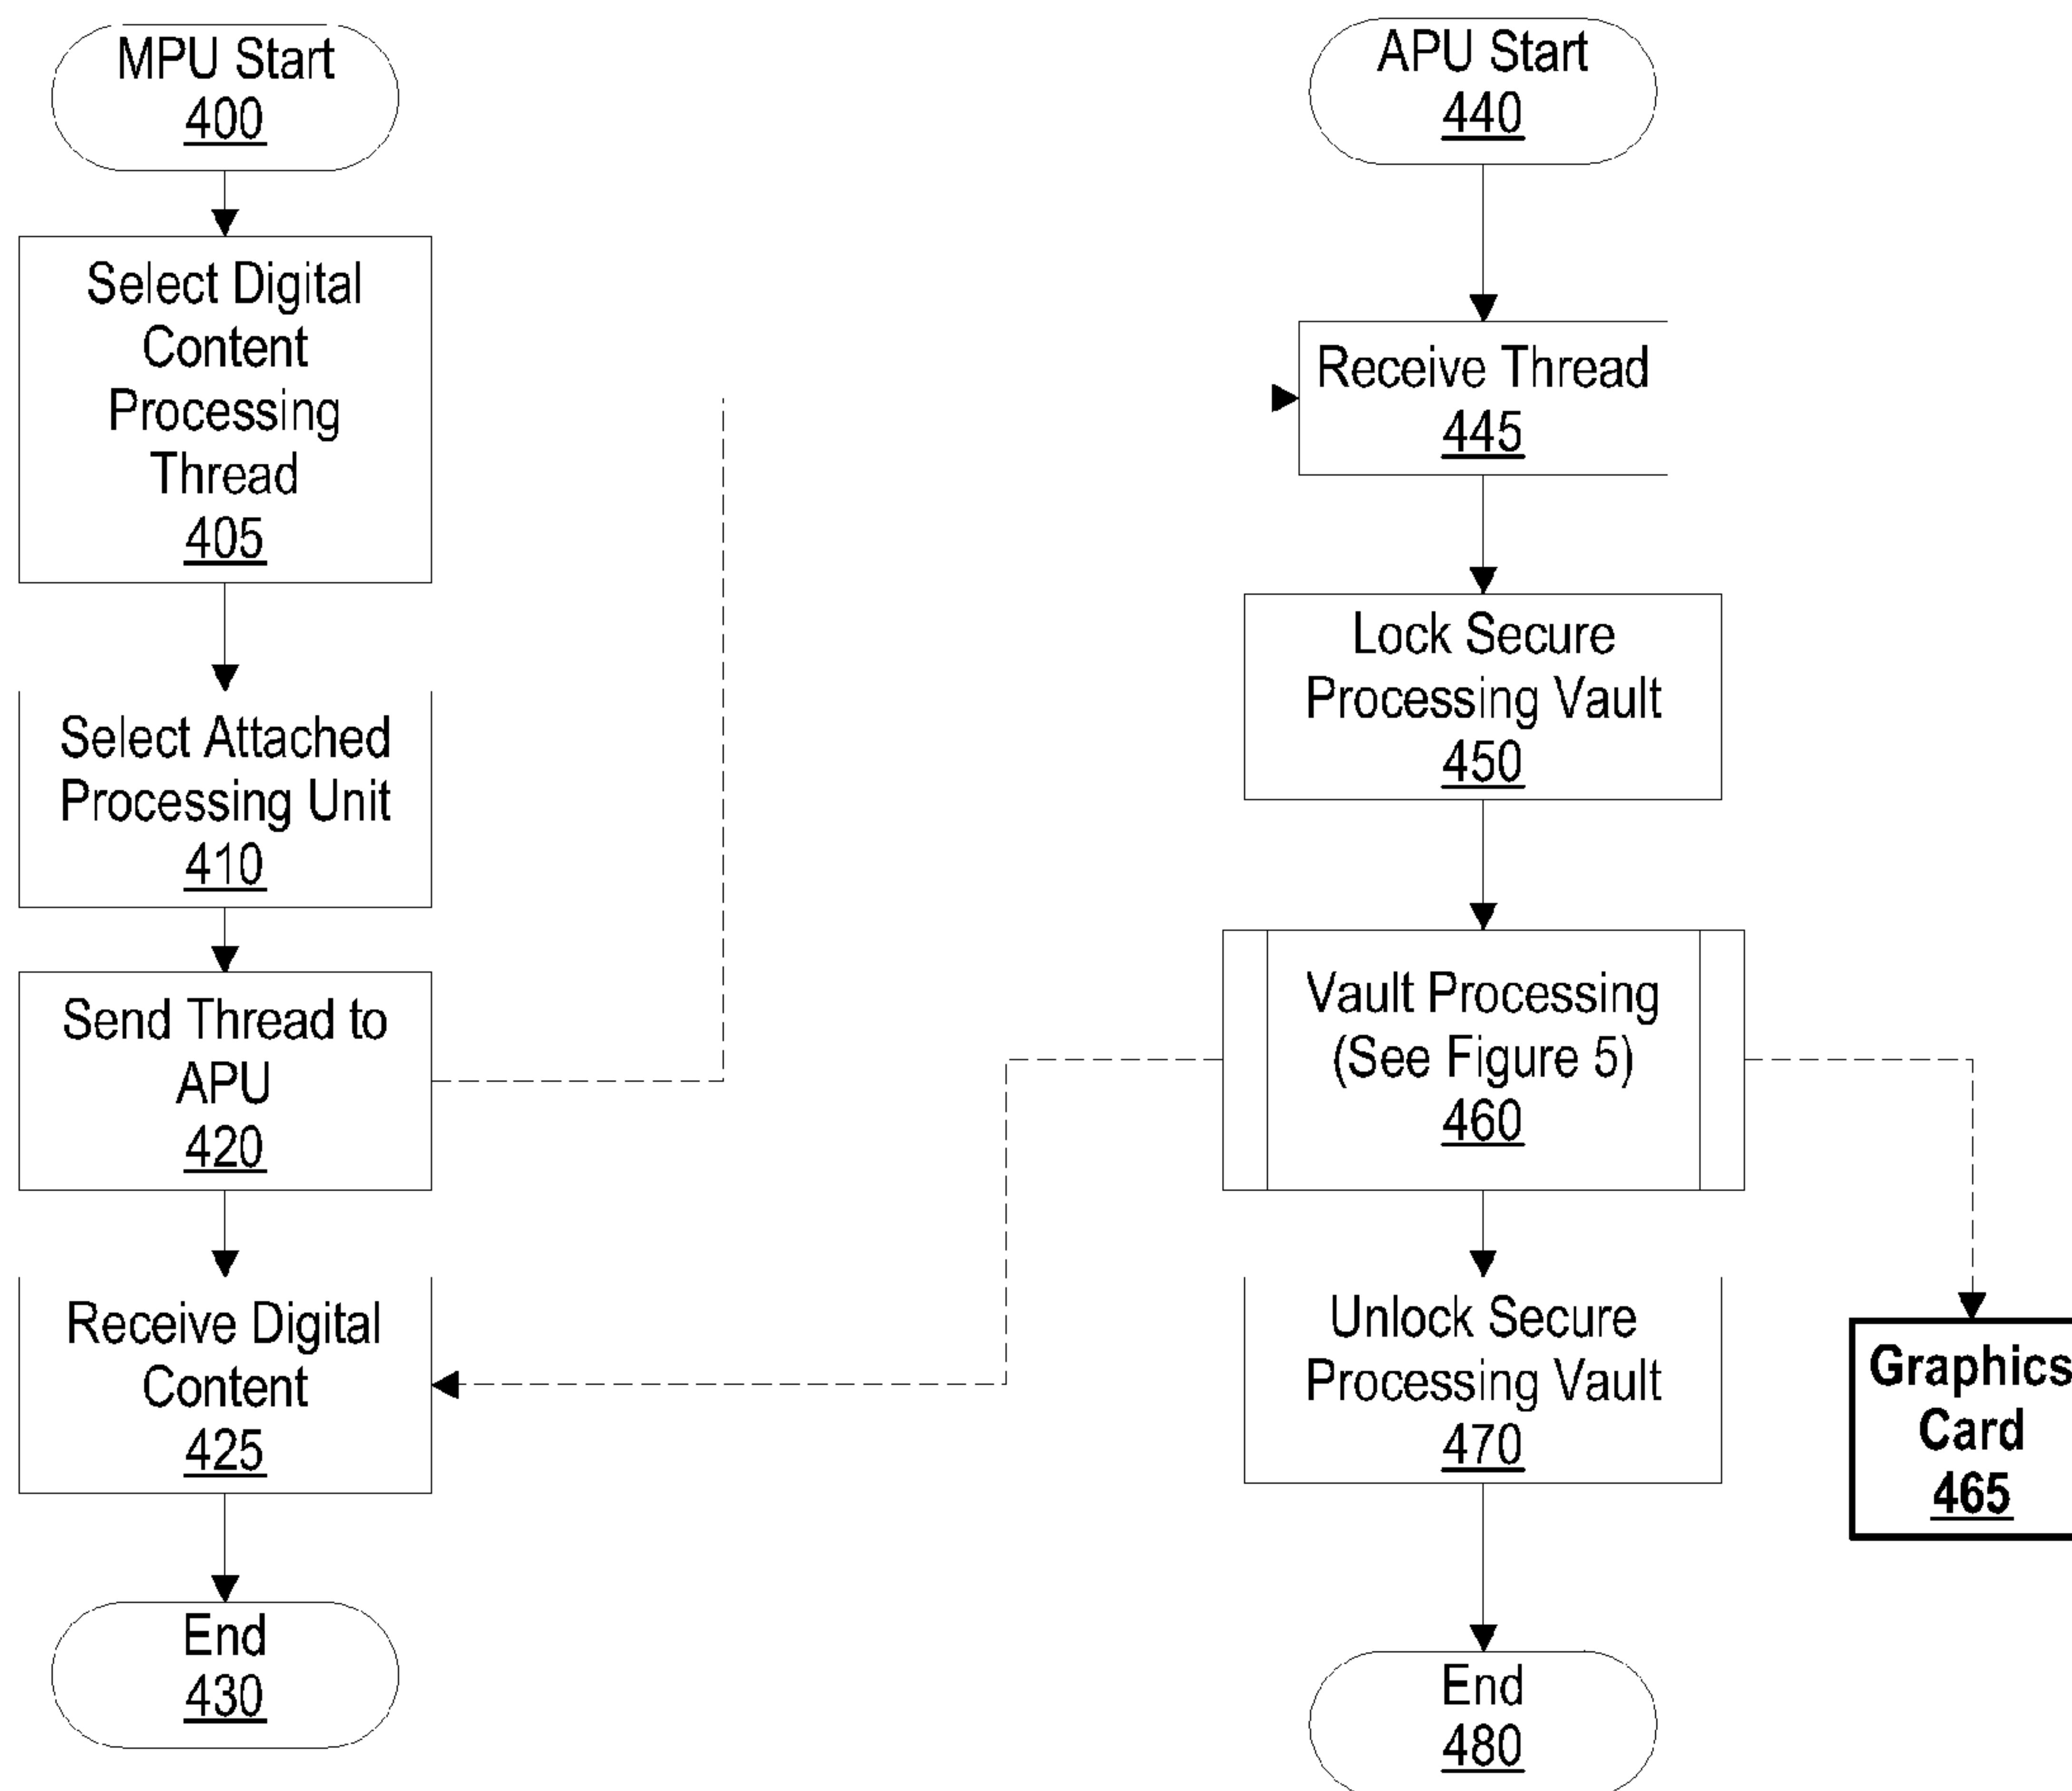 MPU Start
400
Select Digital
Content
Processing
Thread
405
Select Attached
Processing Unit
410
Send Thread to
APU
420
Receive Digital
Content
425
End
430
APU Start
440
Receive Thread
445
Lock Secure
Processing Vault
450
Vault Processing
(See Figure 5)
460
Unlock Secure
Processing Vault
470
End
480
Graphics
Card
465